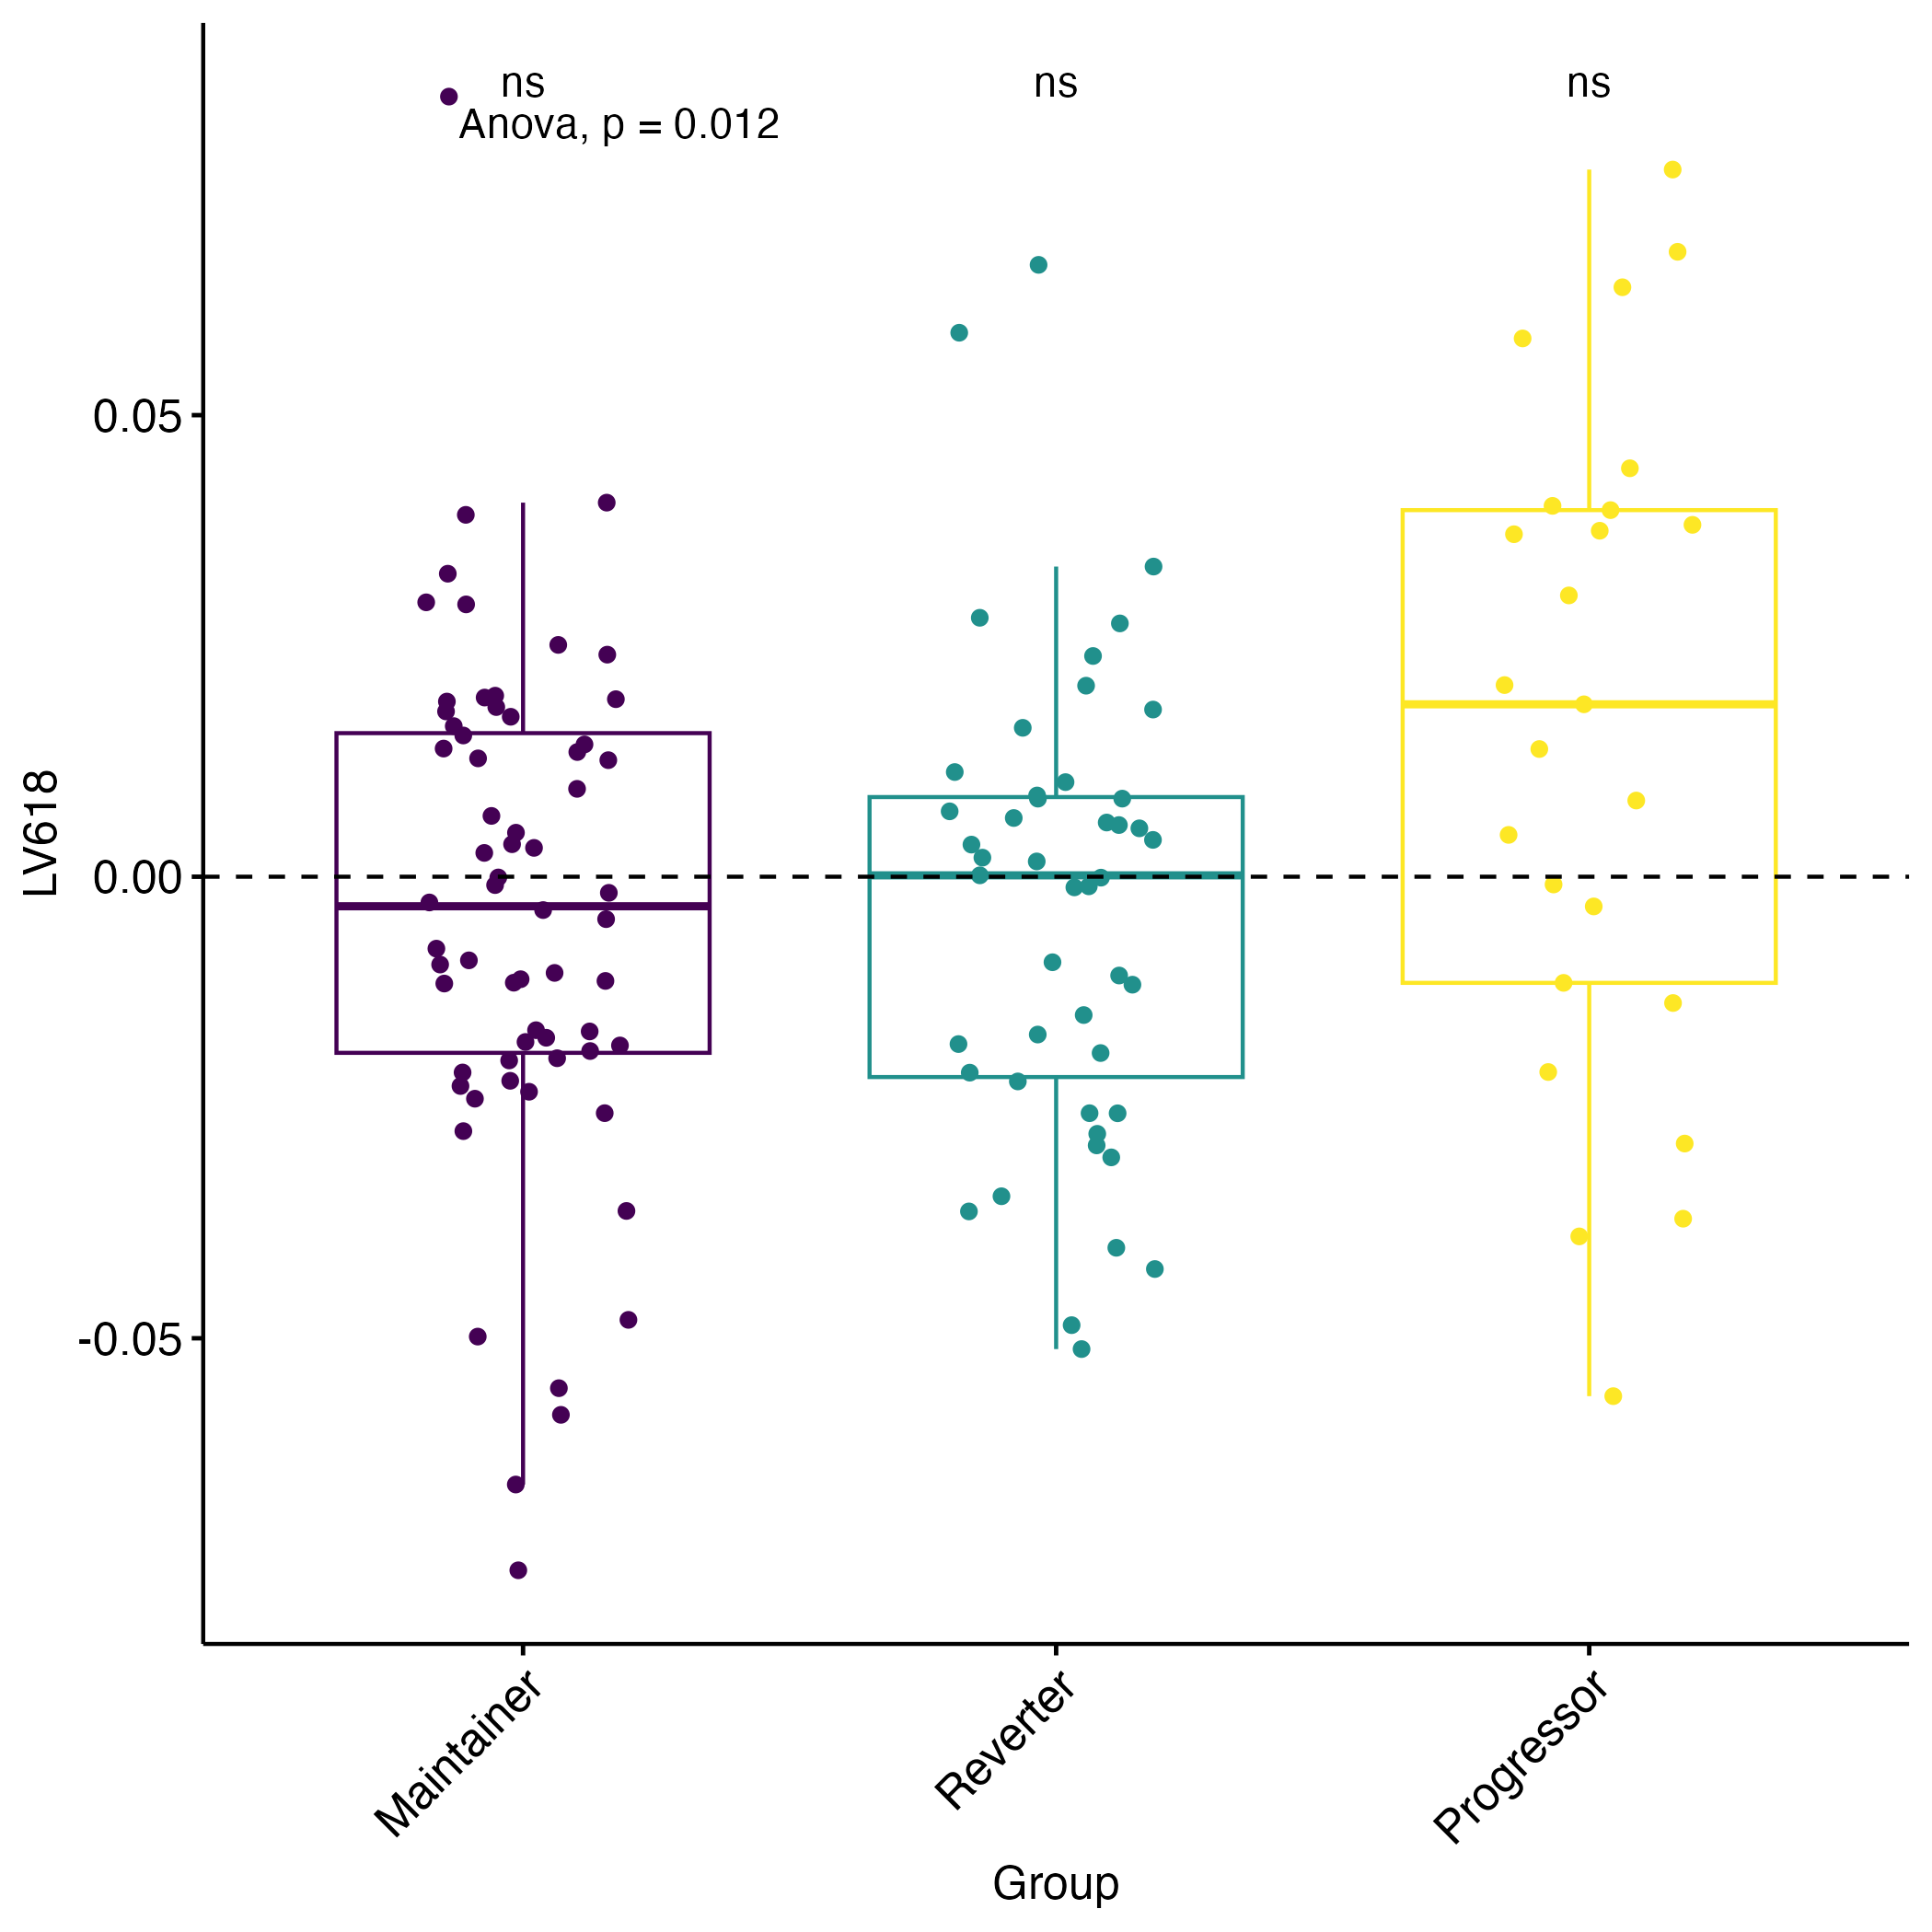 ns
ns
ns
Anova, p = 0.012
0.05
0.00
-0.05
LV618
Maintainer
Reverter
Progressor
Group